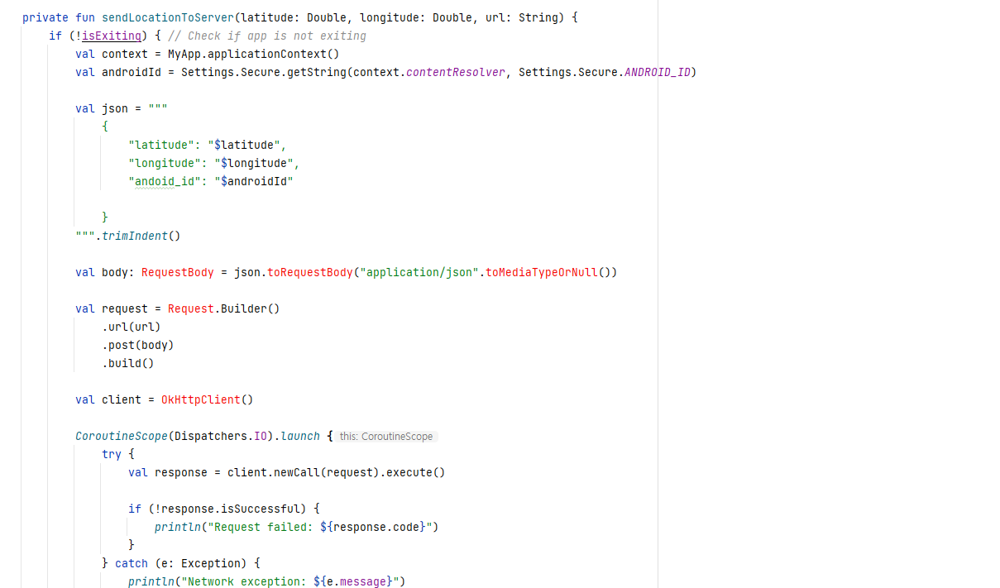 private fun sendLocationToServer(latitude: Double, longitude: Double, url: String) {
    if (!isExiting) { // Check if app is not exiting
        val context = MyApp.applicationContext()
        val androidId = Settings.Secure.getString(context.contentResolver, Settings.Secure.ANDROID_ID)

        val json = """
            {
                "latitude": "$latitude",
                "longitude": "$longitude",
                "andoid_id": "$androidId"

            }
        """.trimIndent()

        val body: RequestBody = json.toRequestBody("application/json".toMediaTypeOrNull())

        val request = Request.Builder()
            .url(url)
            .post(body)
            .build()

        val client = OkHttpClient()

        CoroutineScope(Dispatchers.IO).launch { this: CoroutineScope
            try {
                val response = client.newCall(request).execute()

                if (!response.isSuccessful) {
                    println("Request failed: ${response.code}")
                }
            } catch (e: Exception) {
                println("Network exception: ${e.message}")